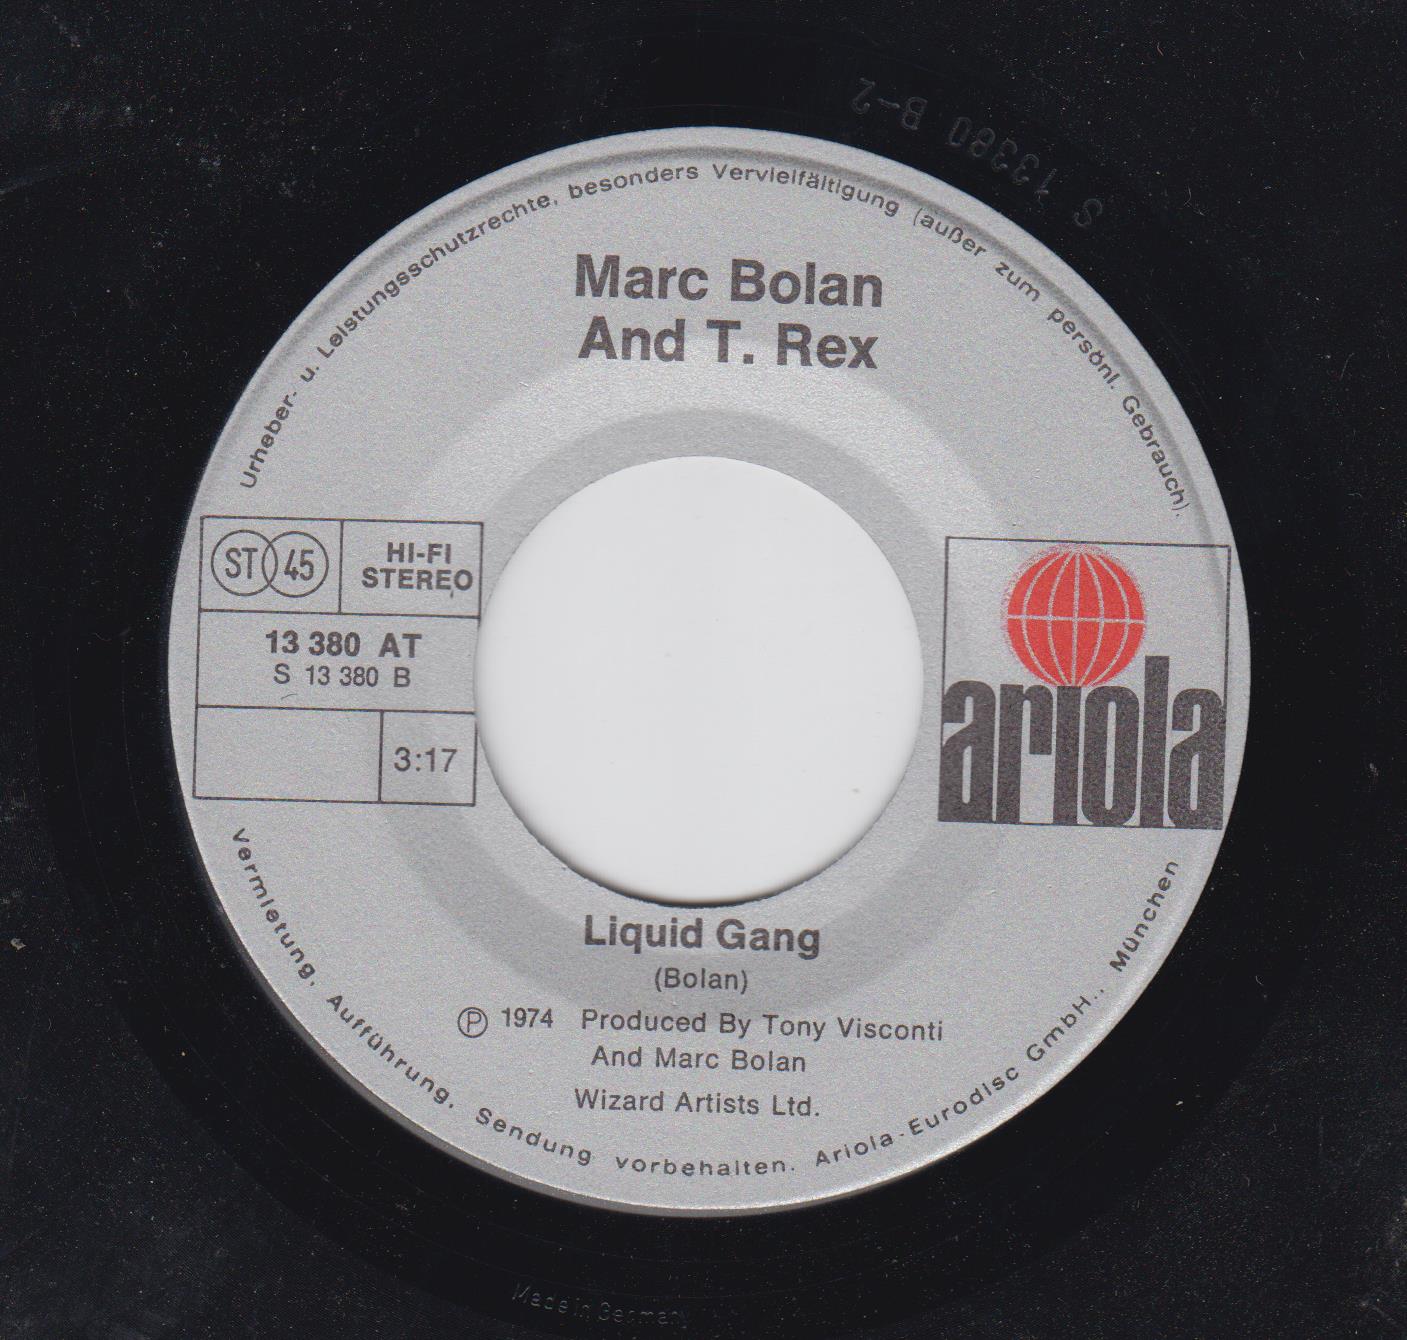 S 13380 B-2
Urheber- u. Leistungsschutzrechte, besonders Vervielfältigung (außer zum persönl. Gebrauch).
Marc Bolan
And T. Rex
ST 45
HI-FI
STEREO
13 380 AT
S 13 380 B
3:17
ariola
Liquid Gang
(Bolan)
Ⓟ 1974 Produced By Tony Visconti
And Marc Bolan
Wizard Artists Ltd.
Vermietung, Aufführung, Sendung vorbehalten. Ariola-Eurodisc GmbH., München
Made in Germany